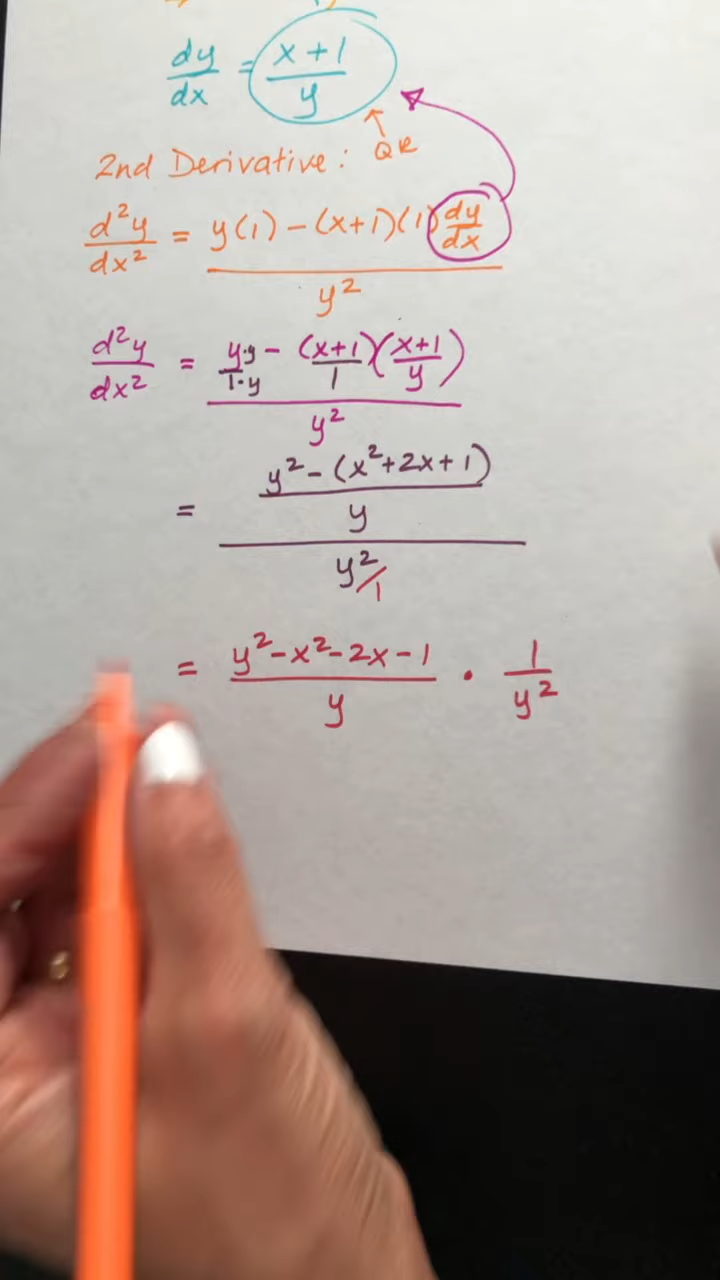 dy/dx = (x+1)/y
2nd Derivative: QR
d²y/dx² = (y(1) - (x+1)(1) dy/dx)/y²
d²y/dx² = ((y·y)/(1·y) - ((x+1)/1)((x+1)/y))/y²
= ((y² - (x²+2x+1))/y)/(y²/1)
= (y²-x²-2x-1)/y · 1/y²